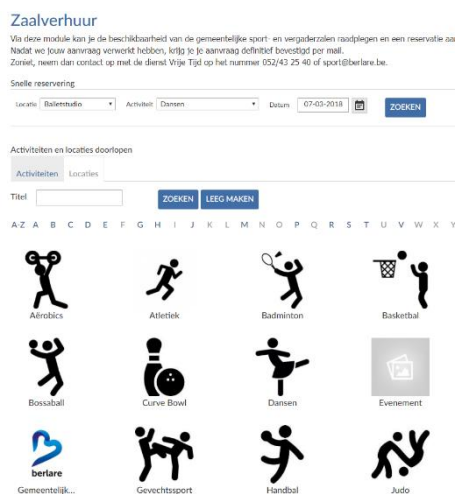 Zaalverhuur
Via deze module kan je de beschikbaarheid van de gemeentelijke sport- en vergaderzalen raadplegen en een reservatie aan
Nadat we jouw aanvraag verwerkt hebben, krijg je je aanvraag definitief bevestigd per mail.
Zoniet, neem dan contact op met de dienst Vrije Tijd op het nummer 052/43 25 40 of sport@berlare.be.
Snelle reservering
Locatie Balletstudio Activiteit Dansen Datum 07-03-2018 ZOEKEN
Activiteiten en locaties doorlopen
Activiteiten Locaties
Titel ZOEKEN LEEG MAKEN
A-Z A B C D E F G H I J K L M N O P Q R S T U V W X Y
Aërobics Atletiek Badminton Basketbal
Bossaball Curve Bowl Dansen Evenement
berlare
Gemeentelijk... Gevechtssport Handbal Judo